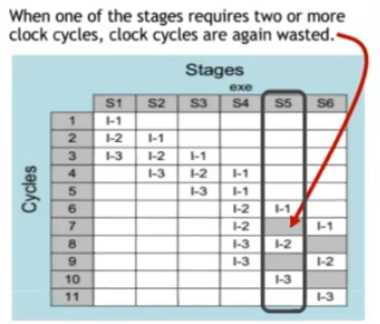 When one of the stages requires two or more
clock cycles, clock cycles are again wasted.
Stages
exe
S1 S2 S3 S4 S5 S6
Cycles
1 I-1
2 I-2 I-1
3 I-3 I-2 I-1
4 I-3 I-2 I-1
5 I-3 I-1
6 I-2 I-1
7 I-2 I-1
8 I-3 I-2
9 I-3 I-2
10 I-3
11 I-3